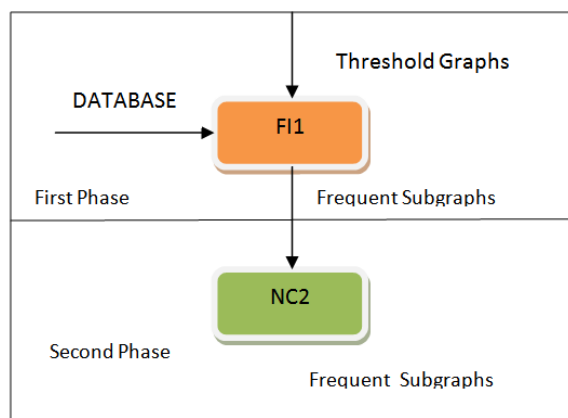 Threshold Graphs
DATABASE
FI1
First Phase
Frequent Subgraphs
NC2
Second Phase
Frequent Subgraphs